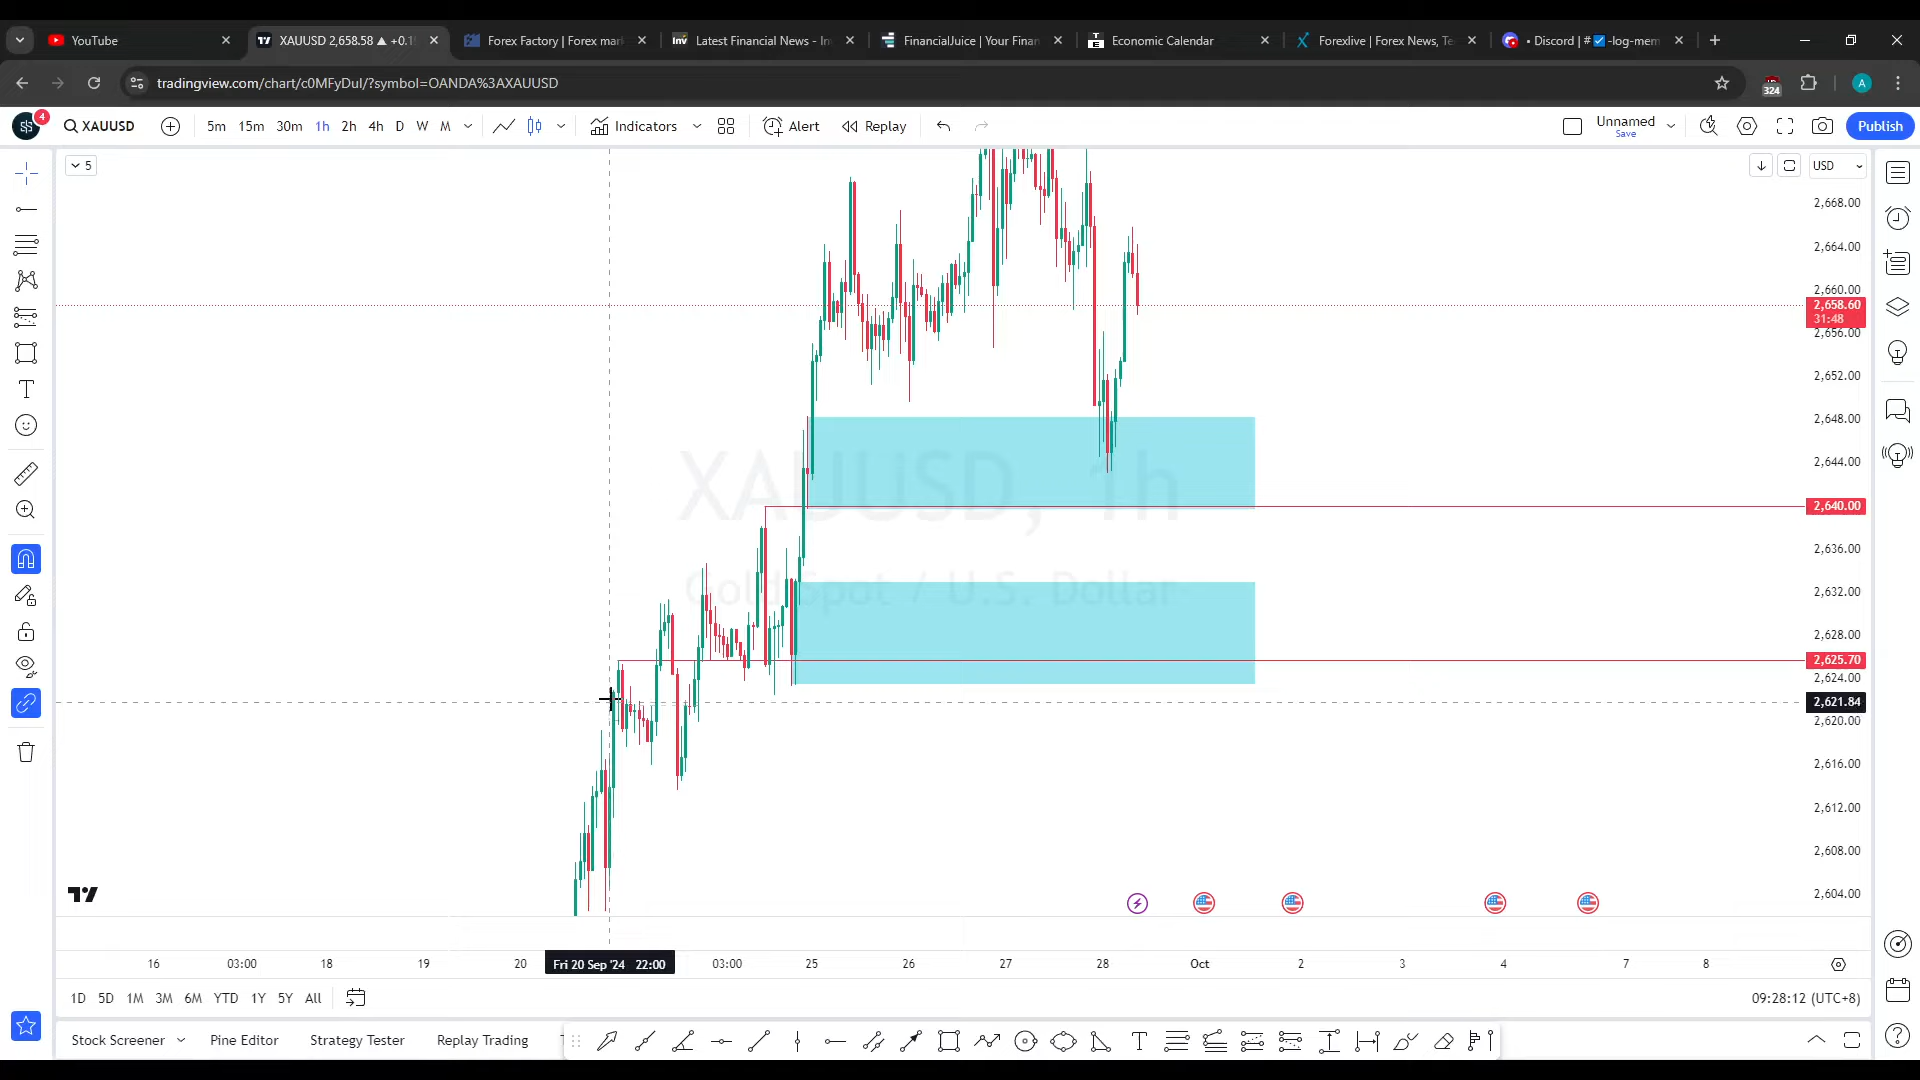 YouTube
XAUUSD 2,658.58 ▲ +0.1
Forex Factory | Forex mar
Inv
Latest Financial News - In
FinancialJuice | Your Finan
TE
Economic Calendar
Forexlive | Forex News, Te
• Discord | #✅-log-mem
tradingview.com/chart/c0MFyDuI/?symbol=OANDA%3AXAUUSD
324
A
4
XAUUSD
5m 15m 30m 1h 2h 4h D W M
Indicators
Alert
Replay
Unnamed
Save
Publish
5
USD
2,668.00
2,664.00
2,660.00
2,658.60
31:48
2,656.00
2,652.00
2,648.00
2,644.00
2,640.00
2,636.00
2,632.00
2,628.00
2,625.70
2,624.00
2,621.84
2,620.00
2,616.00
2,612.00
2,608.00
2,604.00
XAUUSD, 1h
Gold Spot / U.S. Dollar
16 03:00 18 19 20 Fri 20 Sep '24 22:00 03:00 25 26 27 28 Oct 2 3 4 7 8
1D 5D 1M 3M 6M YTD 1Y 5Y All
09:28:12 (UTC+8)
Stock Screener
Pine Editor
Strategy Tester
Replay Trading